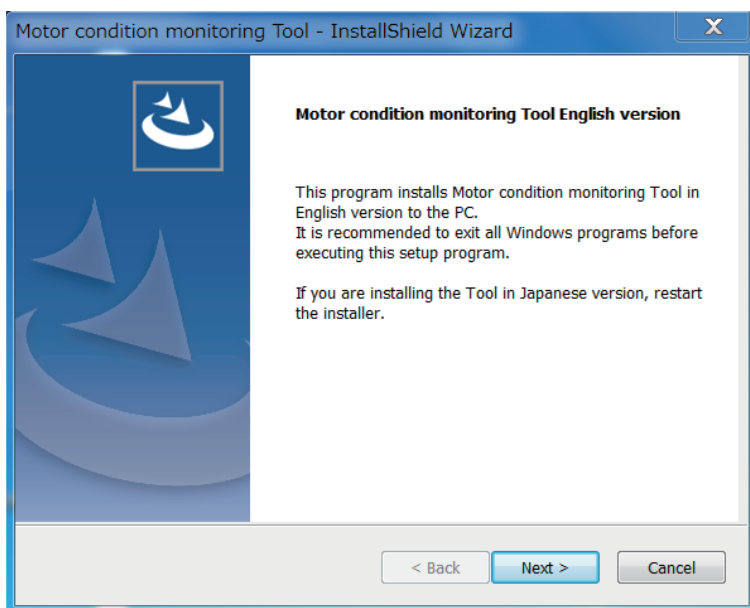 Motor condition monitoring Tool - InstallShield Wizard
X
Motor condition monitoring Tool English version
This program installs Motor condition monitoring Tool in
English version to the PC.
It is recommended to exit all Windows programs before
executing this setup program.
If you are installing the Tool in Japanese version, restart
the installer.
< Back Next > Cancel